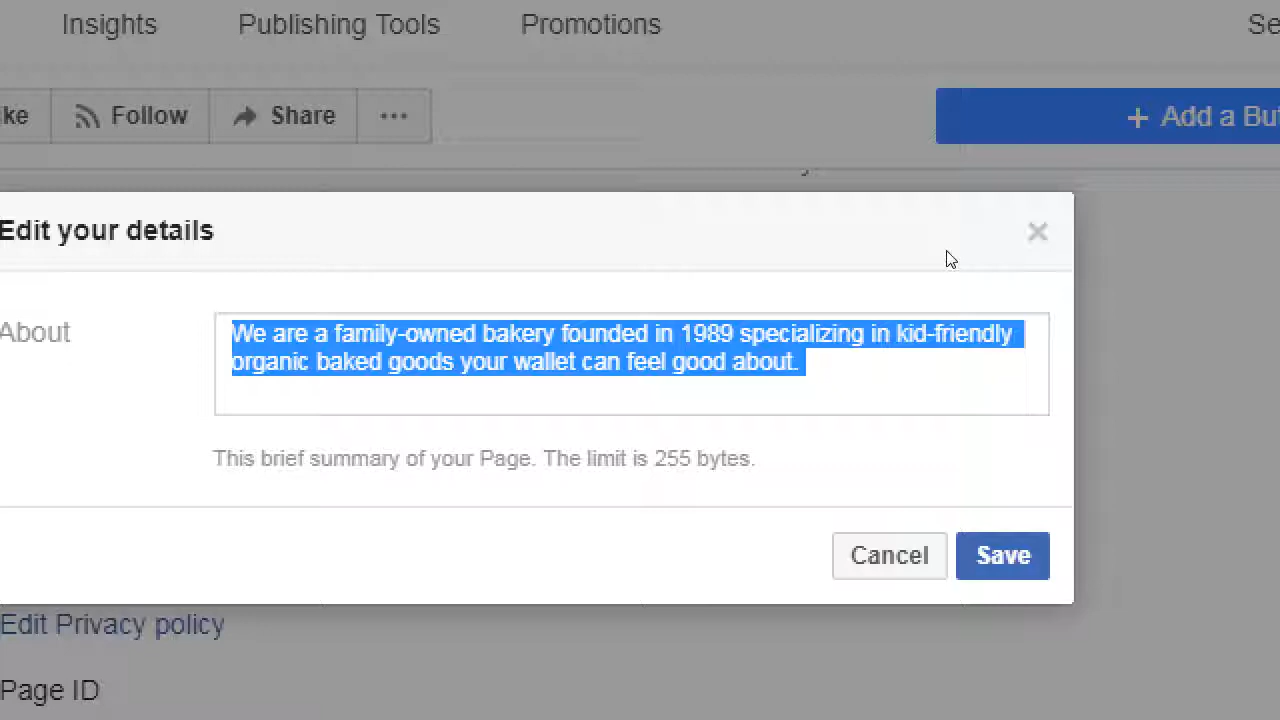 Insights Publishing Tools Promotions
Follow Share ...
+ Add a
Edit your details ×
About
We are a family-owned bakery founded in 1989 specializing in kid-friendly
organic baked goods your wallet can feel good about.
This brief summary of your Page. The limit is 255 bytes.
Cancel Save
Edit Privacy policy
Page ID